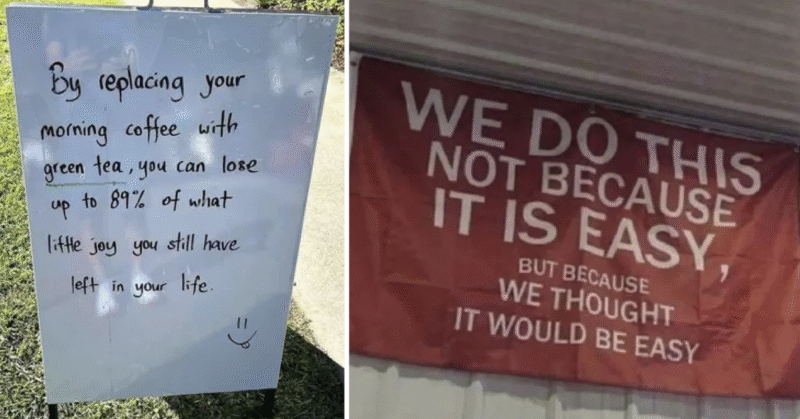 By replacing your
morning coffee with
green tea, you can lose
up to 89% of what
little joy you still have
left in your life.
WE DO THIS
NOT BECAUSE
IT IS EASY,
BUT BECAUSE
WE THOUGHT
IT WOULD BE EASY